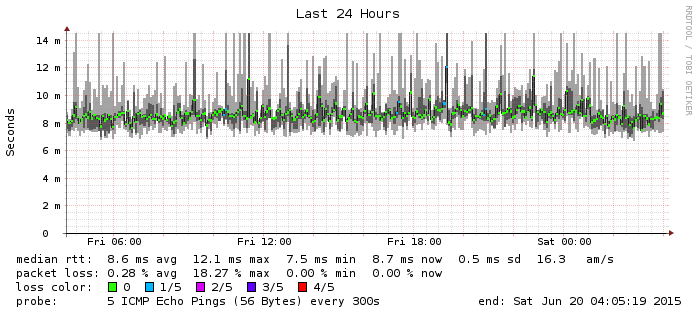 Last 24 Hours
RRDTOOL / TOBI OETIKER
Seconds
14 m
12 m
10 m
8 m
6 m
4 m
2 m
0
Fri 06:00 Fri 12:00 Fri 18:00 Sat 00:00
median rtt: 8.6 ms avg 12.1 ms max 7.5 ms min 8.7 ms now 0.5 ms sd 16.3 am/s
packet loss: 0.28 % avg 18.27 % max 0.00 % min 0.00 % now
loss color: 0 1/5 2/5 3/5 4/5
probe: 5 ICMP Echo Pings (56 Bytes) every 300s end: Sat Jun 20 04:05:19 2015